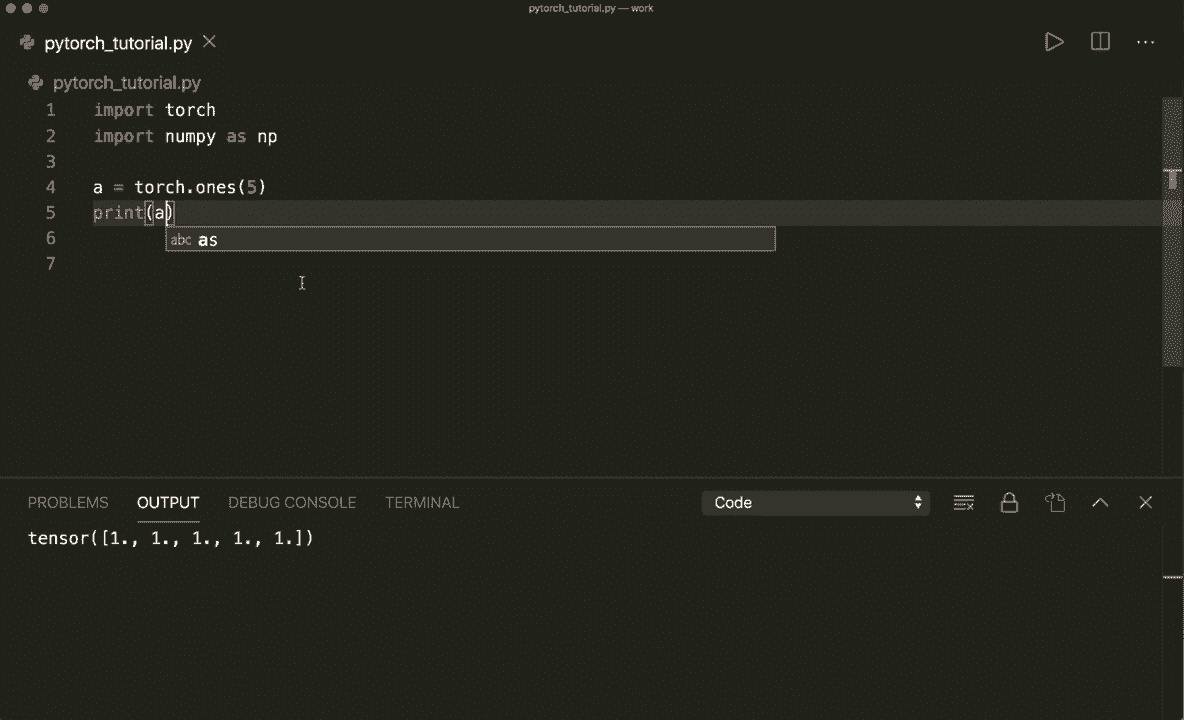 pytorch_tutorial.py — work
pytorch_tutorial.py
pytorch_tutorial.py
1 import torch
2 import numpy as np
3
4 a = torch.ones(5)
5 print(a)
abc as
6
7
PROBLEMS OUTPUT DEBUG CONSOLE TERMINAL Code
tensor([1., 1., 1., 1., 1.])